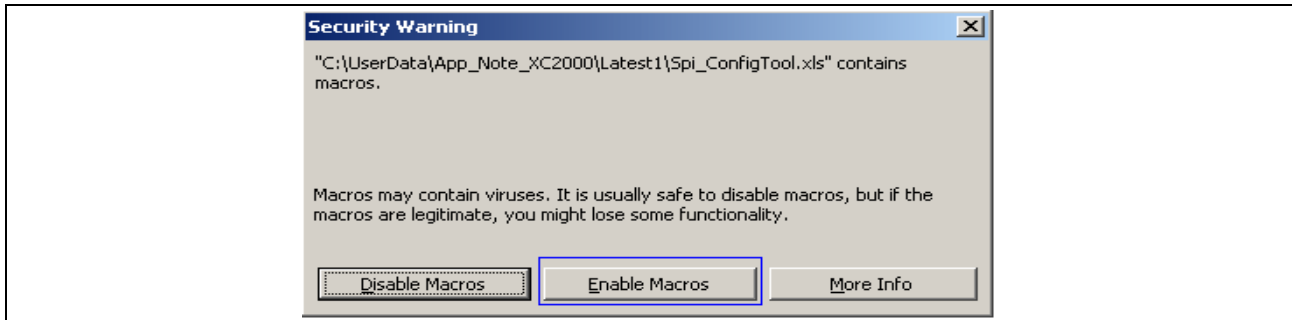 Security Warning
"C:\UserData\App_Note_XC2000\Latest1\Spi_ConfigTool.xls" contains
macros.
Macros may contain viruses. It is usually safe to disable macros, but if the
macros are legitimate, you might lose some functionality.
Disable Macros Enable Macros More Info